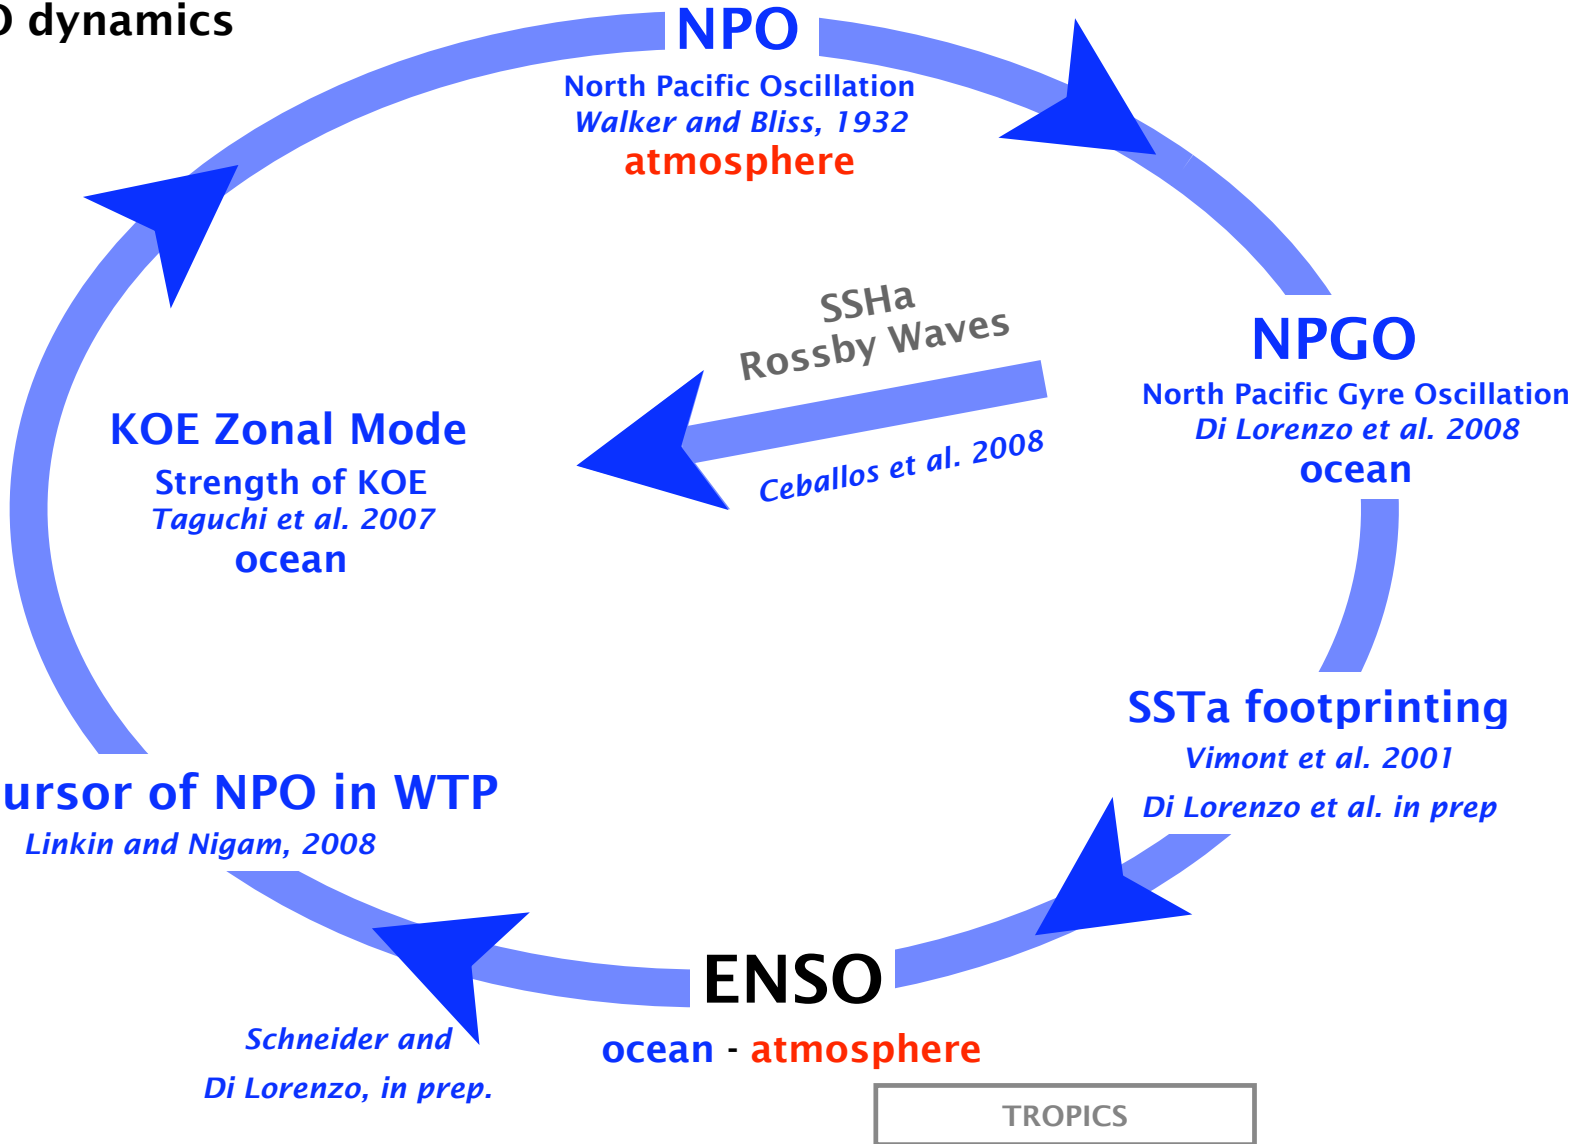 dynamics
NPO
North Pacific Oscillation
Walker and Bliss, 1932
atmosphere
SSHa
Rossby Waves
Ceballos et al. 2008
NPGO
North Pacific Gyre Oscillation
Di Lorenzo et al. 2008
ocean
KOE Zonal Mode
Strength of KOE
Taguchi et al. 2007
ocean
SSTa footprinting
Vimont et al. 2001
Di Lorenzo et al. in prep
ursor of NPO in WTP
Linkin and Nigam, 2008
ENSO
ocean - atmosphere
Schneider and
Di Lorenzo, in prep.
TROPICS